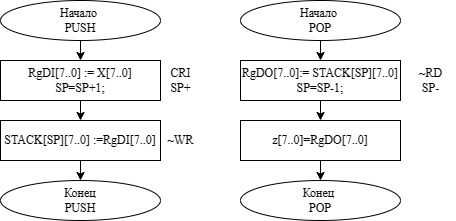 Начало
PUSH
RgDI[7..0] := X[7..0]
SP=SP+1;
CRI
SP+
STACK[SP][7..0] :=RgDI[7..0]
~WR
Конец
PUSH
Начало
POP
RgDO[7..0]:= STACK[SP][7..0]
SP=SP-1;
~RD
SP-
z[7..0]=RgDO[7..0]
Конец
POP